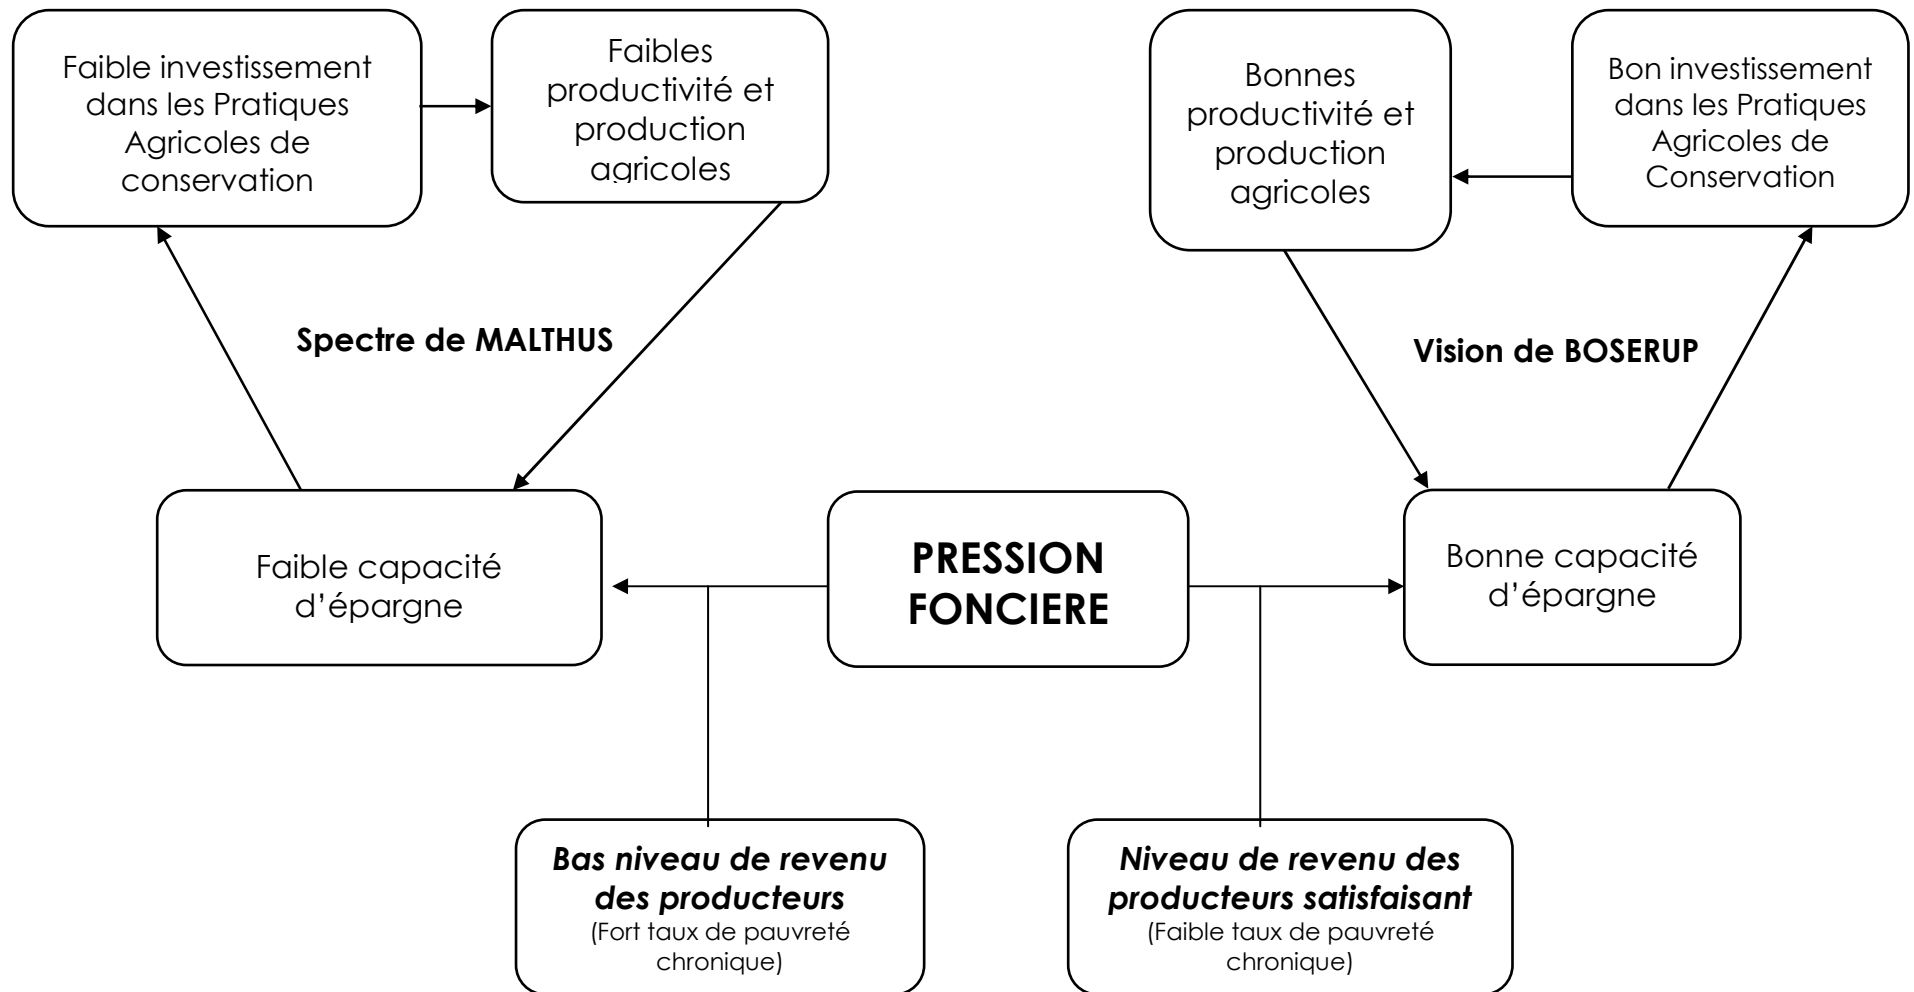 Faible investissement
dans les Pratiques
Agricoles de
conservation
Faibles
productivité et
production
agricoles
Bonnes
productivité et
production
agricoles
Bon investissement
dans les Pratiques
Agricoles de
Conservation
Spectre de MALTHUS
Vision de BOSERUP
Faible capacité
d’épargne
PRESSION
FONCIERE
Bonne capacité
d’épargne
Bas niveau de revenu
des producteurs
(Fort taux de pauvreté
chronique)
Niveau de revenu des
producteurs satisfaisant
(Faible taux de pauvreté
chronique)